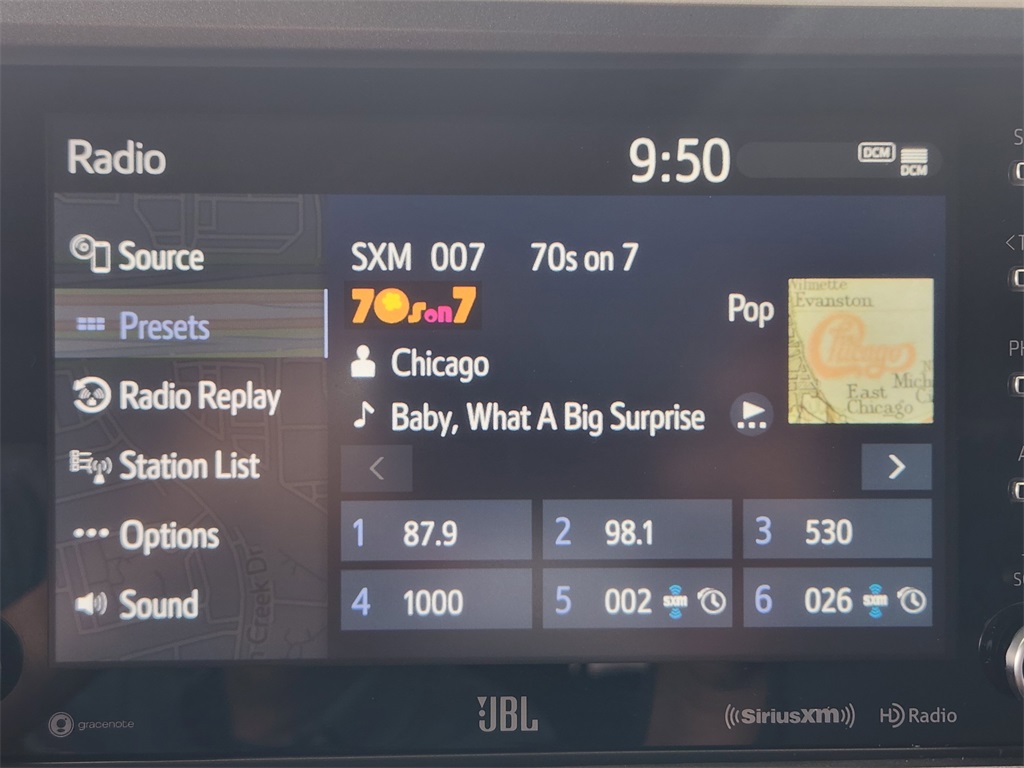 Radio
9:50
DCM
DCM
Source
Presets
Radio Replay
Station List
Options
Sound
Creek Dr
SXM 007 70s on 7
70s on 7
Pop
Chicago
Baby, What A Big Surprise
Evanston
Chicago
East
Chicago
1 87.9
2 98.1
3 530
4 1000
5 002 sxm
6 026 sxm
gracenote
JBL
SiriusXM
HD Radio